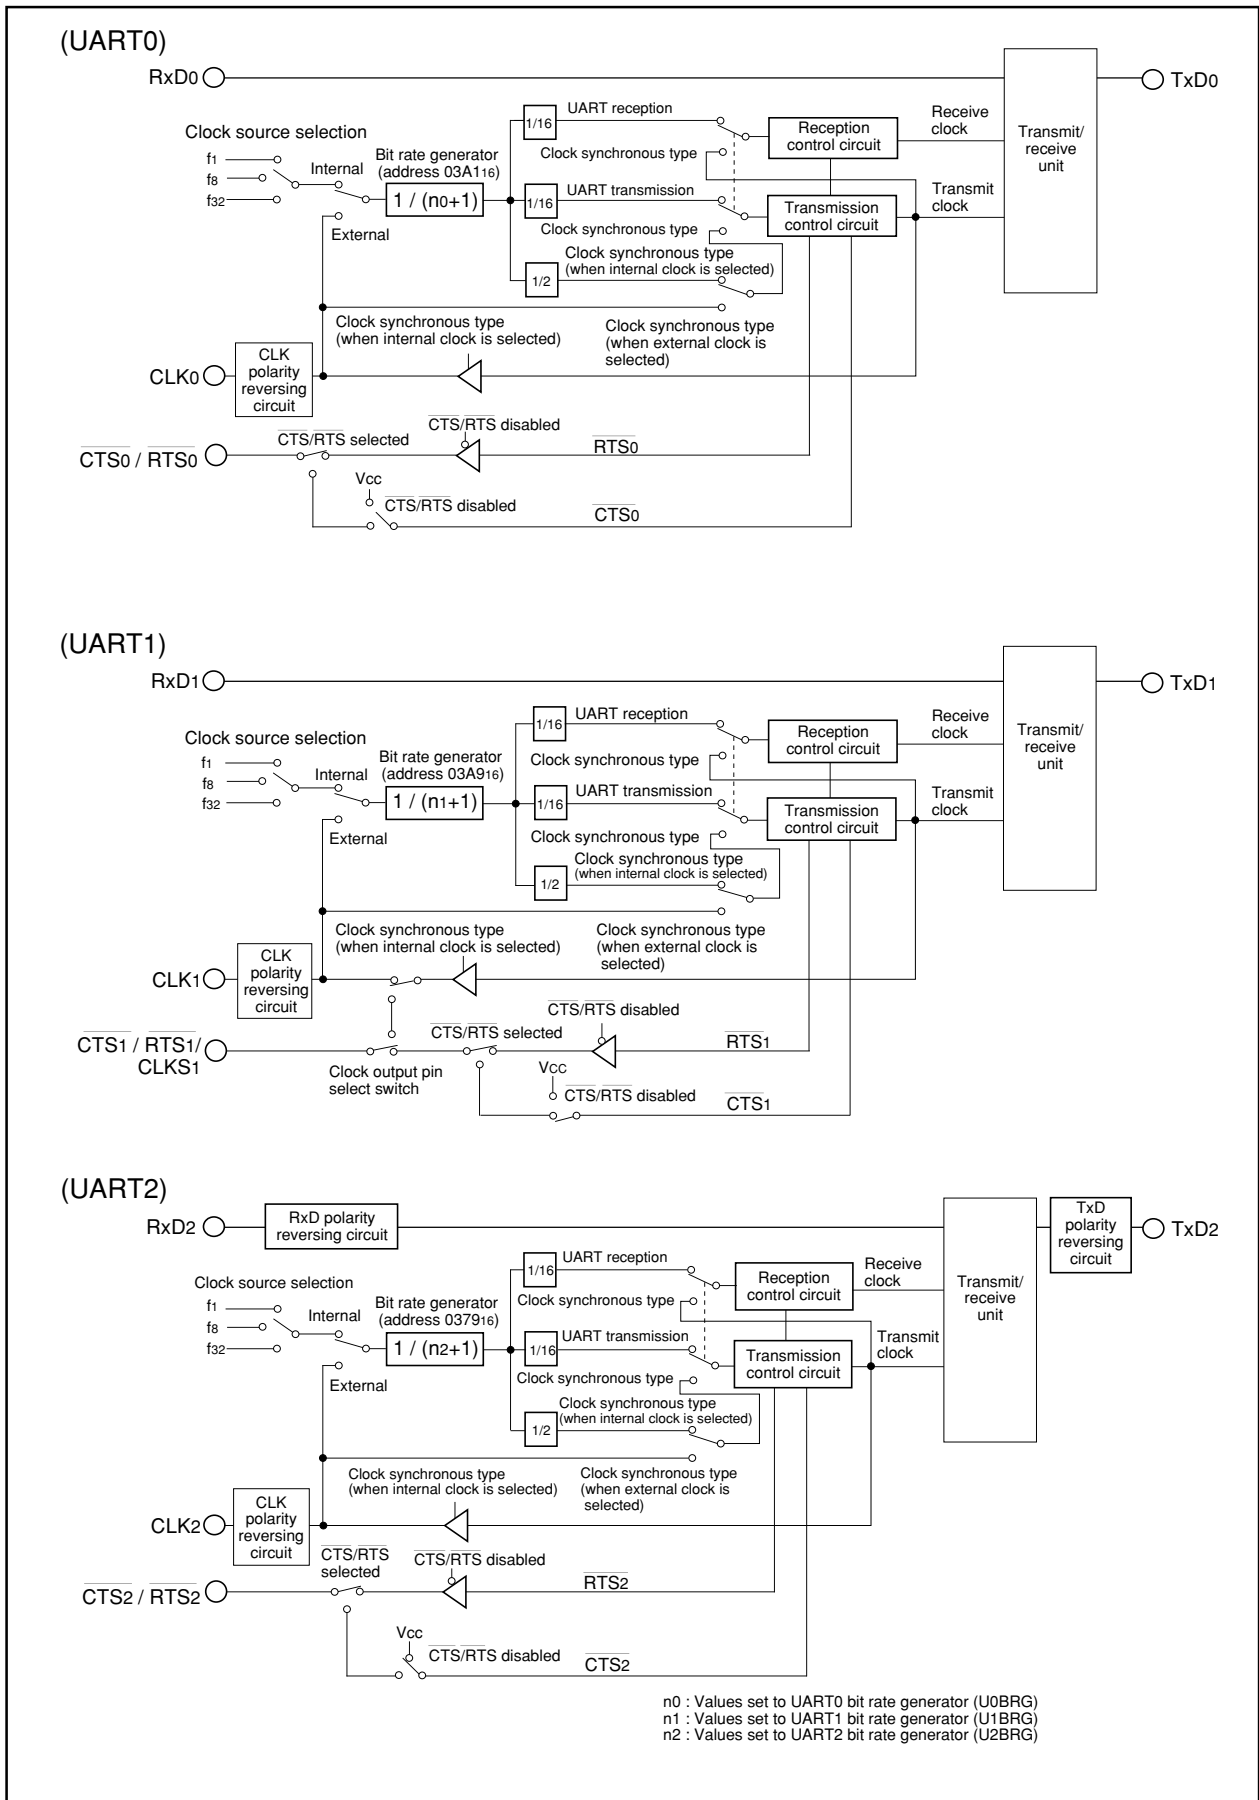 (UART0)
RxD0
TxD0
Clock source selection
f1
f8
f32
Internal
External
Bit rate generator
(address 03A116)
1 / (n0+1)
1/16
UART reception
Clock synchronous type
1/16
UART transmission
Clock synchronous type
Clock synchronous type
(when internal clock is selected)
1/2
Reception
control circuit
Transmission
control circuit
Receive
clock
Transmit
clock
Transmit/
receive
unit
Clock synchronous type
(when internal clock is selected)
Clock synchronous type
(when external clock is
selected)
CLK0
CLK
polarity
reversing
circuit
CTS0 / RTS0
CTS/RTS selected
CTS/RTS disabled
RTS0
Vcc
CTS/RTS disabled
CTS0
(UART1)
RxD1
TxD1
Clock source selection
f1
f8
f32
Internal
External
Bit rate generator
(address 03A916)
1 / (n1+1)
1/16
UART reception
Clock synchronous type
1/16
UART transmission
Clock synchronous type
Clock synchronous type
(when internal clock is selected)
1/2
Reception
control circuit
Transmission
control circuit
Receive
clock
Transmit
clock
Transmit/
receive
unit
Clock synchronous type
(when internal clock is selected)
Clock synchronous type
(when external clock is
selected)
CLK1
CLK
polarity
reversing
circuit
CTS1 / RTS1/
CLKS1
Clock output pin
select switch
CTS/RTS selected
CTS/RTS disabled
RTS1
VCC
CTS/RTS disabled
CTS1
(UART2)
RxD2
RxD polarity
reversing circuit
TxD
polarity
reversing
circuit
TxD2
Clock source selection
f1
f8
f32
Internal
External
Bit rate generator
(address 037916)
1 / (n2+1)
1/16
UART reception
Clock synchronous type
1/16
UART transmission
Clock synchronous type
Clock synchronous type
(when internal clock is selected)
1/2
Reception
control circuit
Transmission
control circuit
Receive
clock
Transmit
clock
Transmit/
receive
unit
Clock synchronous type
(when internal clock is selected)
Clock synchronous type
(when external clock is
selected)
CLK2
CLK
polarity
reversing
circuit
CTS2 / RTS2
CTS/RTS
selected
CTS/RTS disabled
RTS2
Vcc
CTS/RTS disabled
CTS2
n0 : Values set to UART0 bit rate generator (U0BRG)
n1 : Values set to UART1 bit rate generator (U1BRG)
n2 : Values set to UART2 bit rate generator (U2BRG)